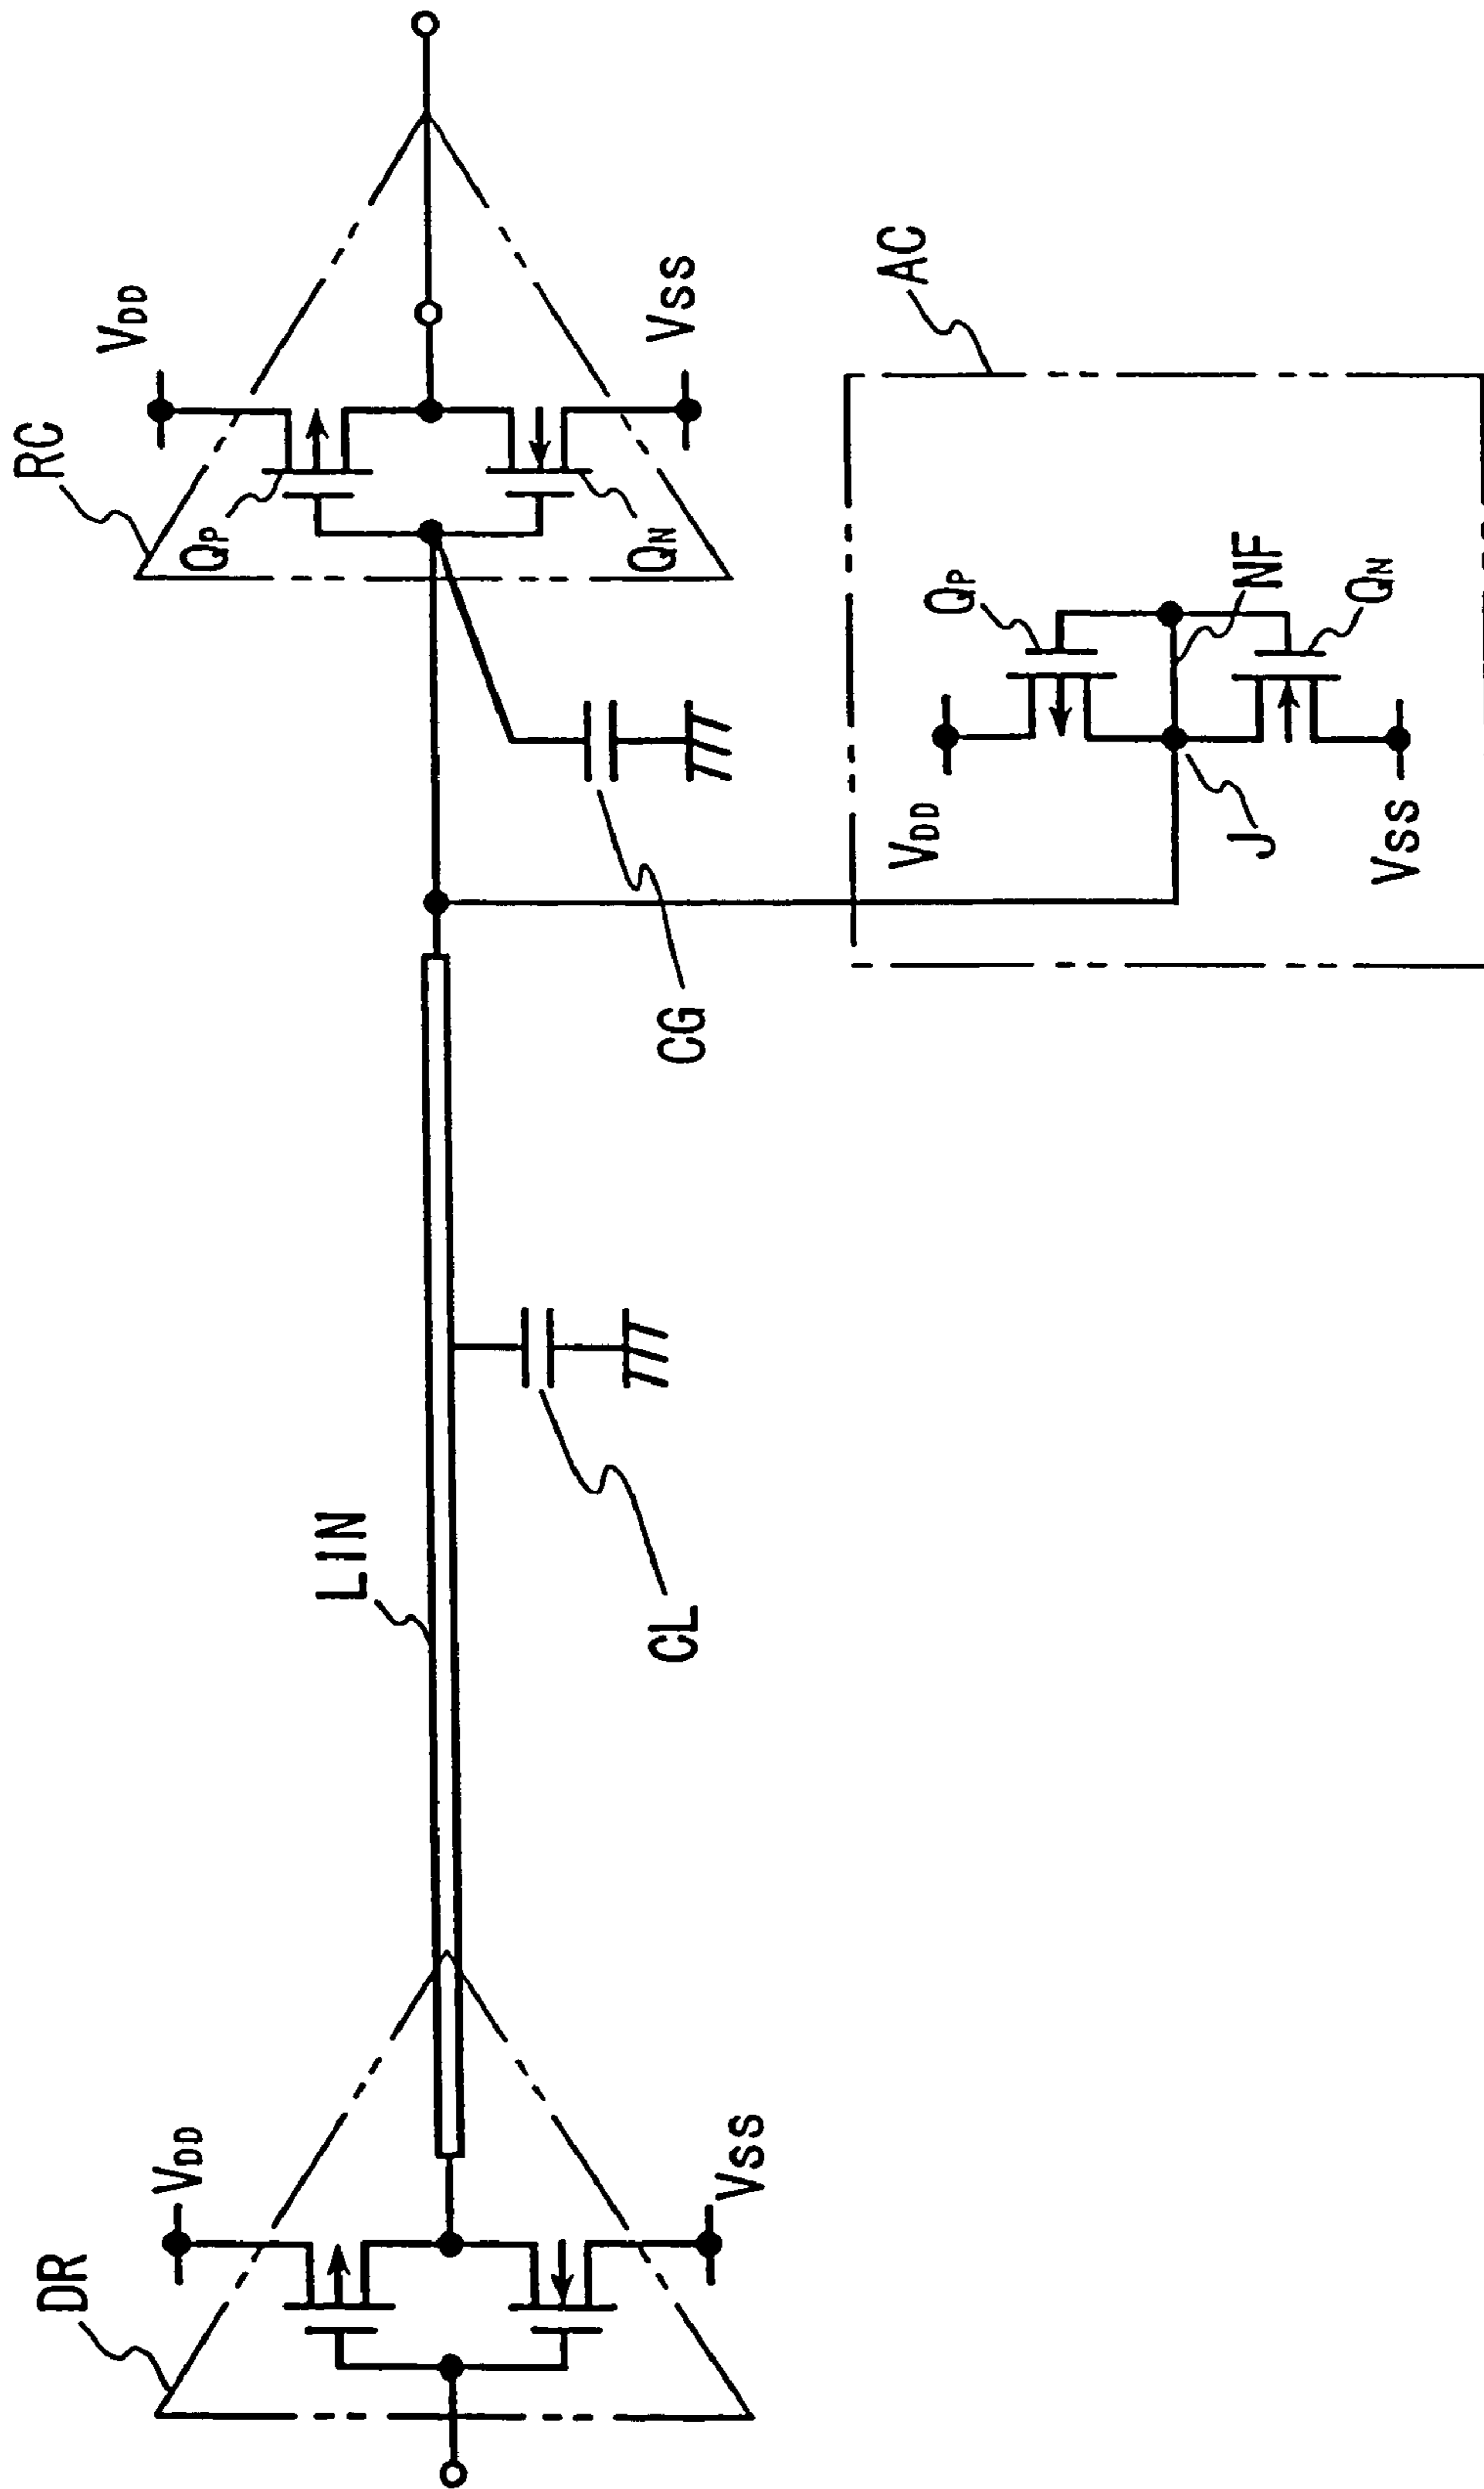 DR
VDD
VSS
LIN
CL
CG
RC
VDD
QP
QN
VSS
AC
VDD
QP
NF
J
QN
VSS